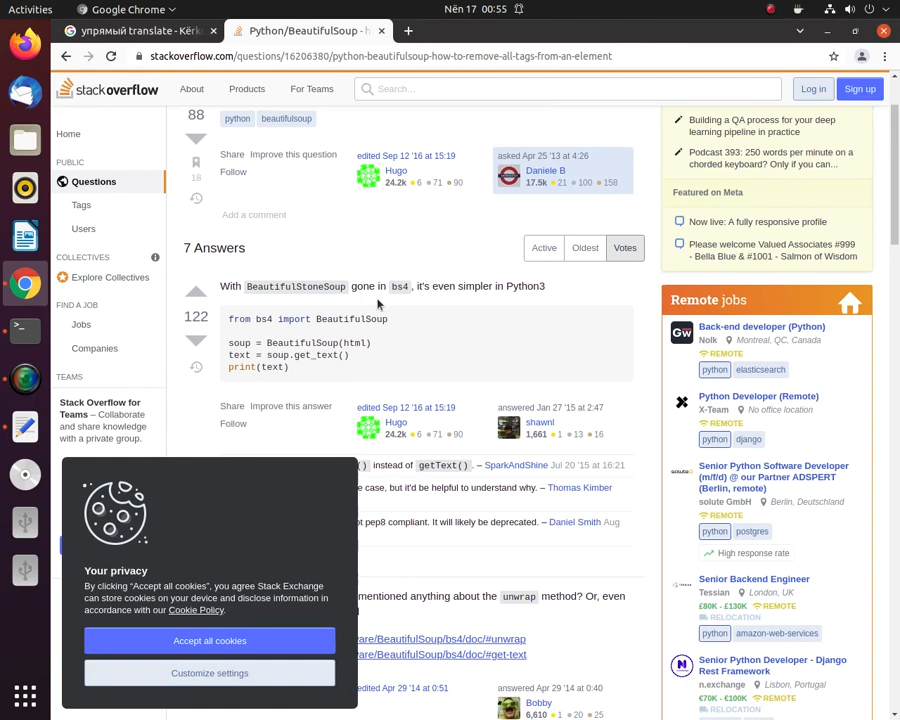 Activities
Google Chrome
Nën 17 00:55
упрямый translate - Kërk
Python/BeautifulSoup - h
stackoverflow.com/questions/16206380/python-beautifulsoup-how-to-remove-all-tags-from-an-element
stackoverflow
About
Products
For Teams
Search...
Log in
Sign up
Home
PUBLIC
Questions
Tags
Users
COLLECTIVES
Explore Collectives
FIND A JOB
Jobs
Companies
TEAMS
Stack Overflow for
Teams – Collaborate
and share knowledge
with a private group.
88
python
beautifulsoup
18
Share Improve this question
Follow
edited Sep 12 '16 at 15:19
Hugo
24.2k 6 71 90
asked Apr 25 '13 at 4:26
Daniele B
17.5k 21 100 158
Add a comment
7 Answers
Active
Oldest
Votes
With BeautifulStoneSoup gone in bs4, it's even simpler in Python3
122
from bs4 import BeautifulSoup
soup = BeautifulSoup(html)
text = soup.get_text()
print(text)
Share Improve this answer
Follow
edited Sep 12 '16 at 15:19
Hugo
24.2k 6 71 90
answered Jan 27 '15 at 2:47
shawnl
1,661 1 13 16
() instead of getText(). – SparkAndShine Jul 20 '15 at 16:21
e case, but it'd be helpful to understand why. – Thomas Kimber
ot pep8 compliant. It will likely be deprecated. – Daniel Smith Aug
mentioned anything about the unwrap method? Or, even
are/BeautifulSoup/bs4/doc/#unwrap
are/BeautifulSoup/bs4/doc/#get-text
edited Apr 29 '14 at 0:51
answered Apr 29 '14 at 0:40
Bobby
6,610 1 20 25
Your privacy
By clicking “Accept all cookies”, you agree Stack Exchange
can store cookies on your device and disclose information in
accordance with our Cookie Policy.
Accept all cookies
Customize settings
Building a QA process for your deep
learning pipeline in practice
Podcast 393: 250 words per minute on a
chorded keyboard? Only if you can...
Featured on Meta
Now live: A fully responsive profile
Please welcome Valued Associates #999
- Bella Blue & #1001 - Salmon of Wisdom
Remote jobs
Back-end developer (Python)
Nolk Montreal, QC, Canada
REMOTE
python elasticsearch
Python Developer (Remote)
X-Team No office location
REMOTE
python django
Senior Python Software Developer
(m/f/d) @ our Partner ADSPERT
(Berlin, remote)
solute GmbH Berlin, Deutschland
REMOTE
python postgres
High response rate
Senior Backend Engineer
Tessian London, UK
£80K - £130K REMOTE
RELOCATION
python amazon-web-services
Senior Python Developer - Django
Rest Framework
n.exchange Lisbon, Portugal
€70K - €100K REMOTE
RELOCATION